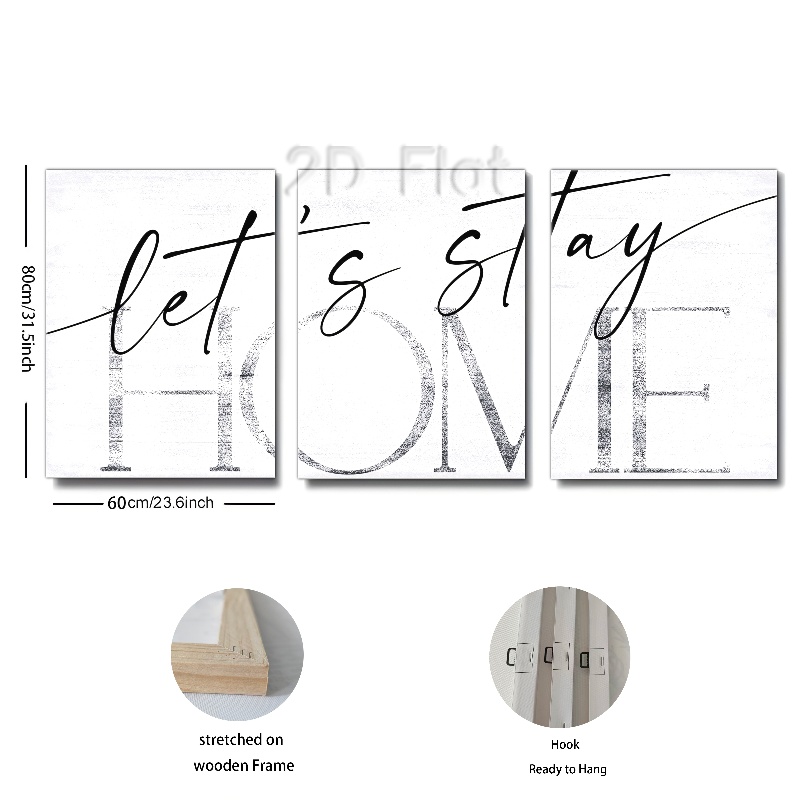 2D Flat
let's stay
HOME
80cm/31.5inch
60cm/23.6inch
stretched on
wooden Frame
Hook
Ready to Hang